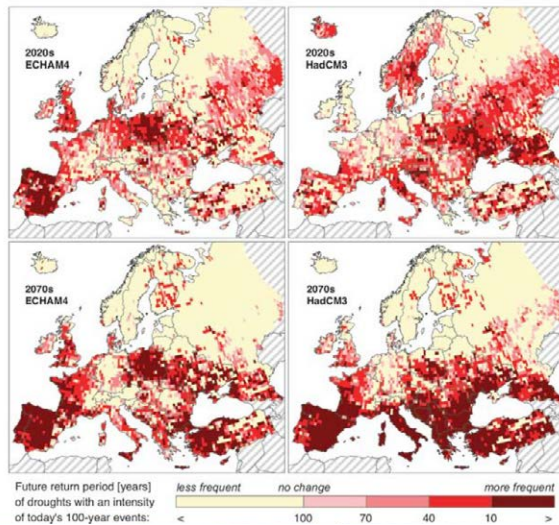 2020s
ECHAM4
2020s
HadCM3
2070s
ECHAM4
2070s
HadCM3
Future return period [years]
of droughts with an intensity
of today's 100-year events:
less frequent
no change
more frequent
<
100
70
40
10
>